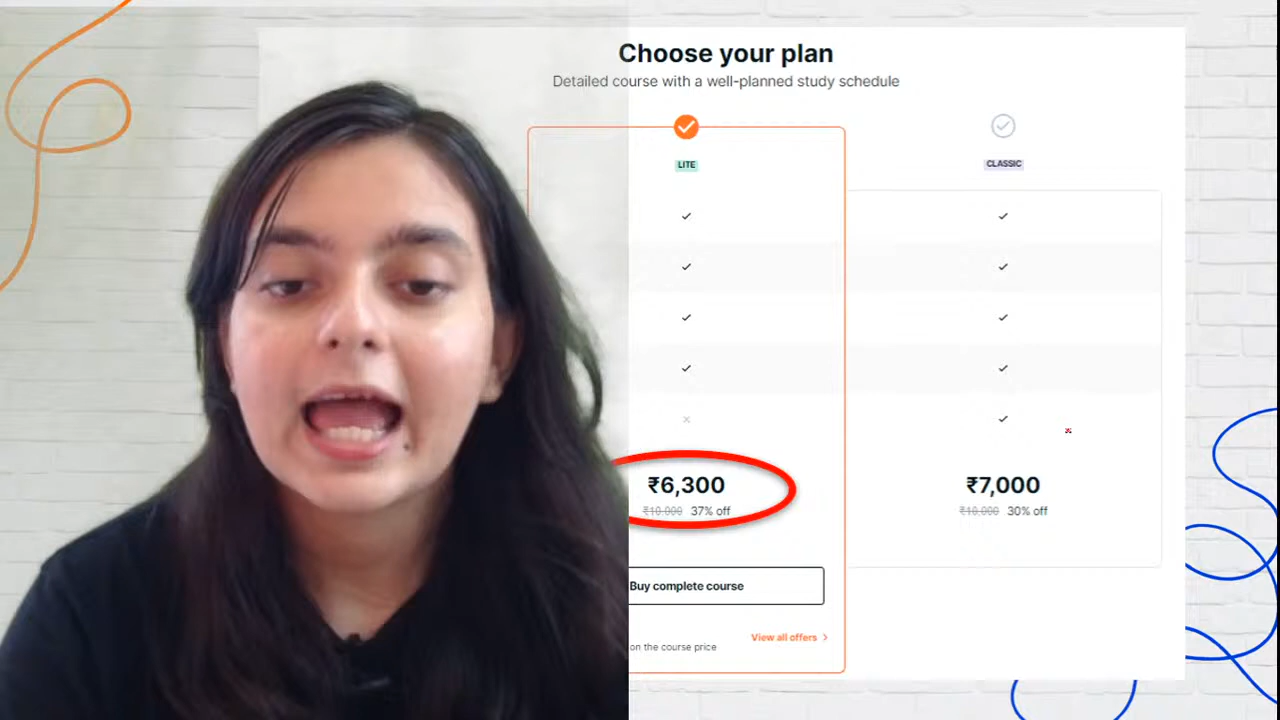 Choose your plan
Detailed course with a well-planned study schedule
LITE
CLASSIC
₹6,300
₹10,000 37% off
₹7,000
₹10,000 30% off
Buy complete course
View all offers
on the course price